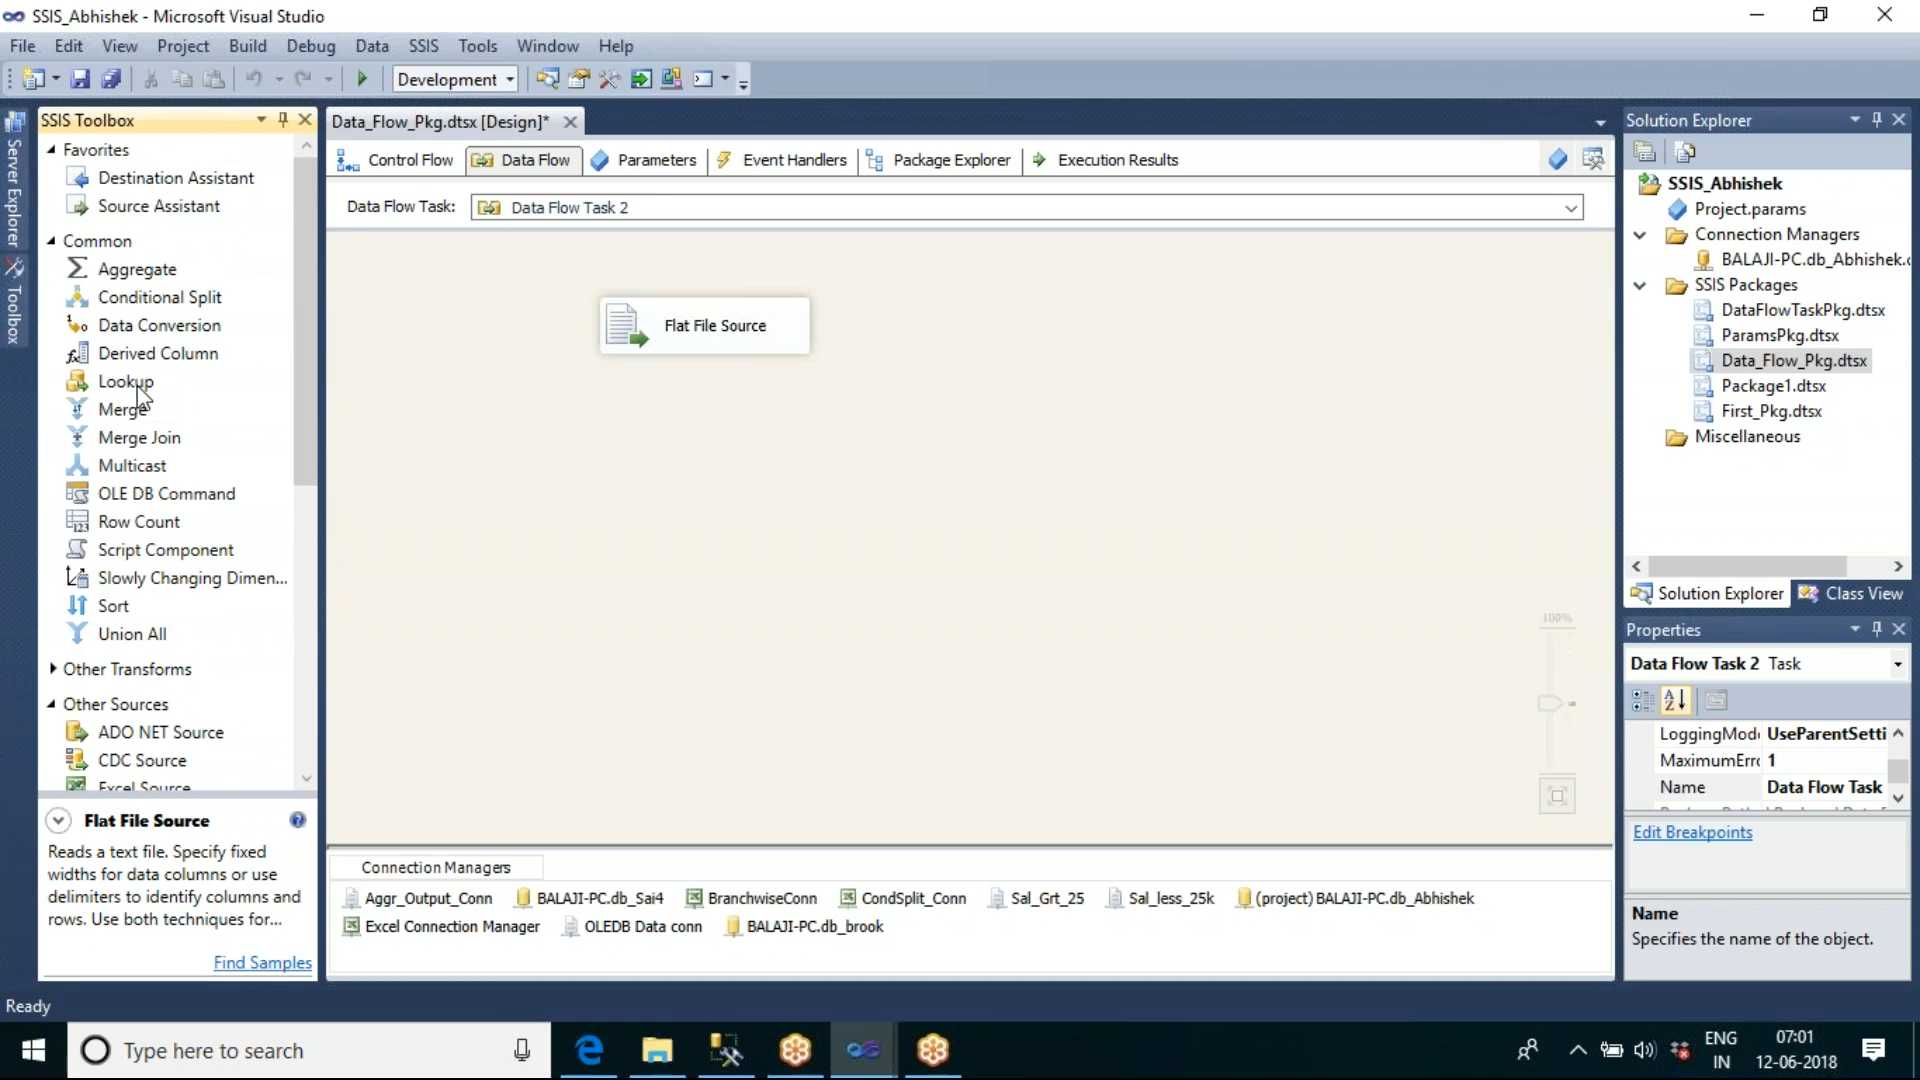 SSIS_Abhishek - Microsoft Visual Studio
File Edit View Project Build Debug Data SSIS Tools Window Help
Development
Server Explorer
Toolbox
SSIS Toolbox
Favorites
Destination Assistant
Source Assistant
Common
Aggregate
Conditional Split
Data Conversion
Derived Column
Lookup
Merge
Merge Join
Multicast
OLE DB Command
Row Count
Script Component
Slowly Changing Dimen...
Sort
Union All
Other Transforms
Other Sources
ADO NET Source
CDC Source
Excel Source
Flat File Source
Reads a text file. Specify fixed
widths for data columns or use
delimiters to identify columns and
rows. Use both techniques for...
Find Samples
Data_Flow_Pkg.dtsx [Design]*
Control Flow Data Flow Parameters Event Handlers Package Explorer Execution Results
Data Flow Task: Data Flow Task 2
Flat File Source
100%
Connection Managers
Aggr_Output_Conn BALAJI-PC.db_Sai4 BranchwiseConn CondSplit_Conn Sal_Grt_25 Sal_less_25k (project) BALAJI-PC.db_Abhishek
Excel Connection Manager OLEDB Data conn BALAJI-PC.db_brook
Solution Explorer
SSIS_Abhishek
Project.params
Connection Managers
BALAJI-PC.db_Abhishek.c
SSIS Packages
DataFlowTaskPkg.dtsx
ParamsPkg.dtsx
Data_Flow_Pkg.dtsx
Package1.dtsx
First_Pkg.dtsx
Miscellaneous
Solution Explorer Class View
Properties
Data Flow Task 2 Task
LoggingMod UseParentSetti
MaximumErr 1
Name Data Flow Task
Edit Breakpoints
Name
Specifies the name of the object.
Ready
Type here to search
ENG
IN
07:01
12-06-2018